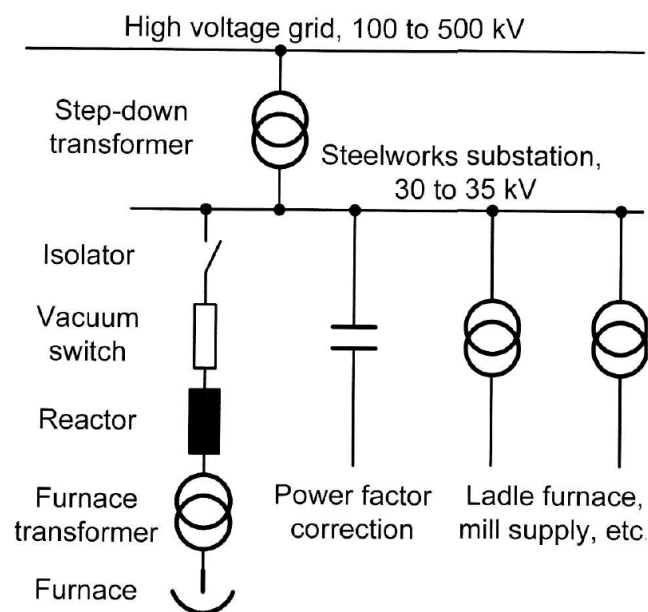 High voltage grid, 100 to 500 kV
Step-down
transformer
Steelworks substation,
30 to 35 kV
Isolator
Vacuum
switch
Reactor
Furnace
transformer
Furnace
Power factor
correction
Ladle furnace,
mill supply, etc.